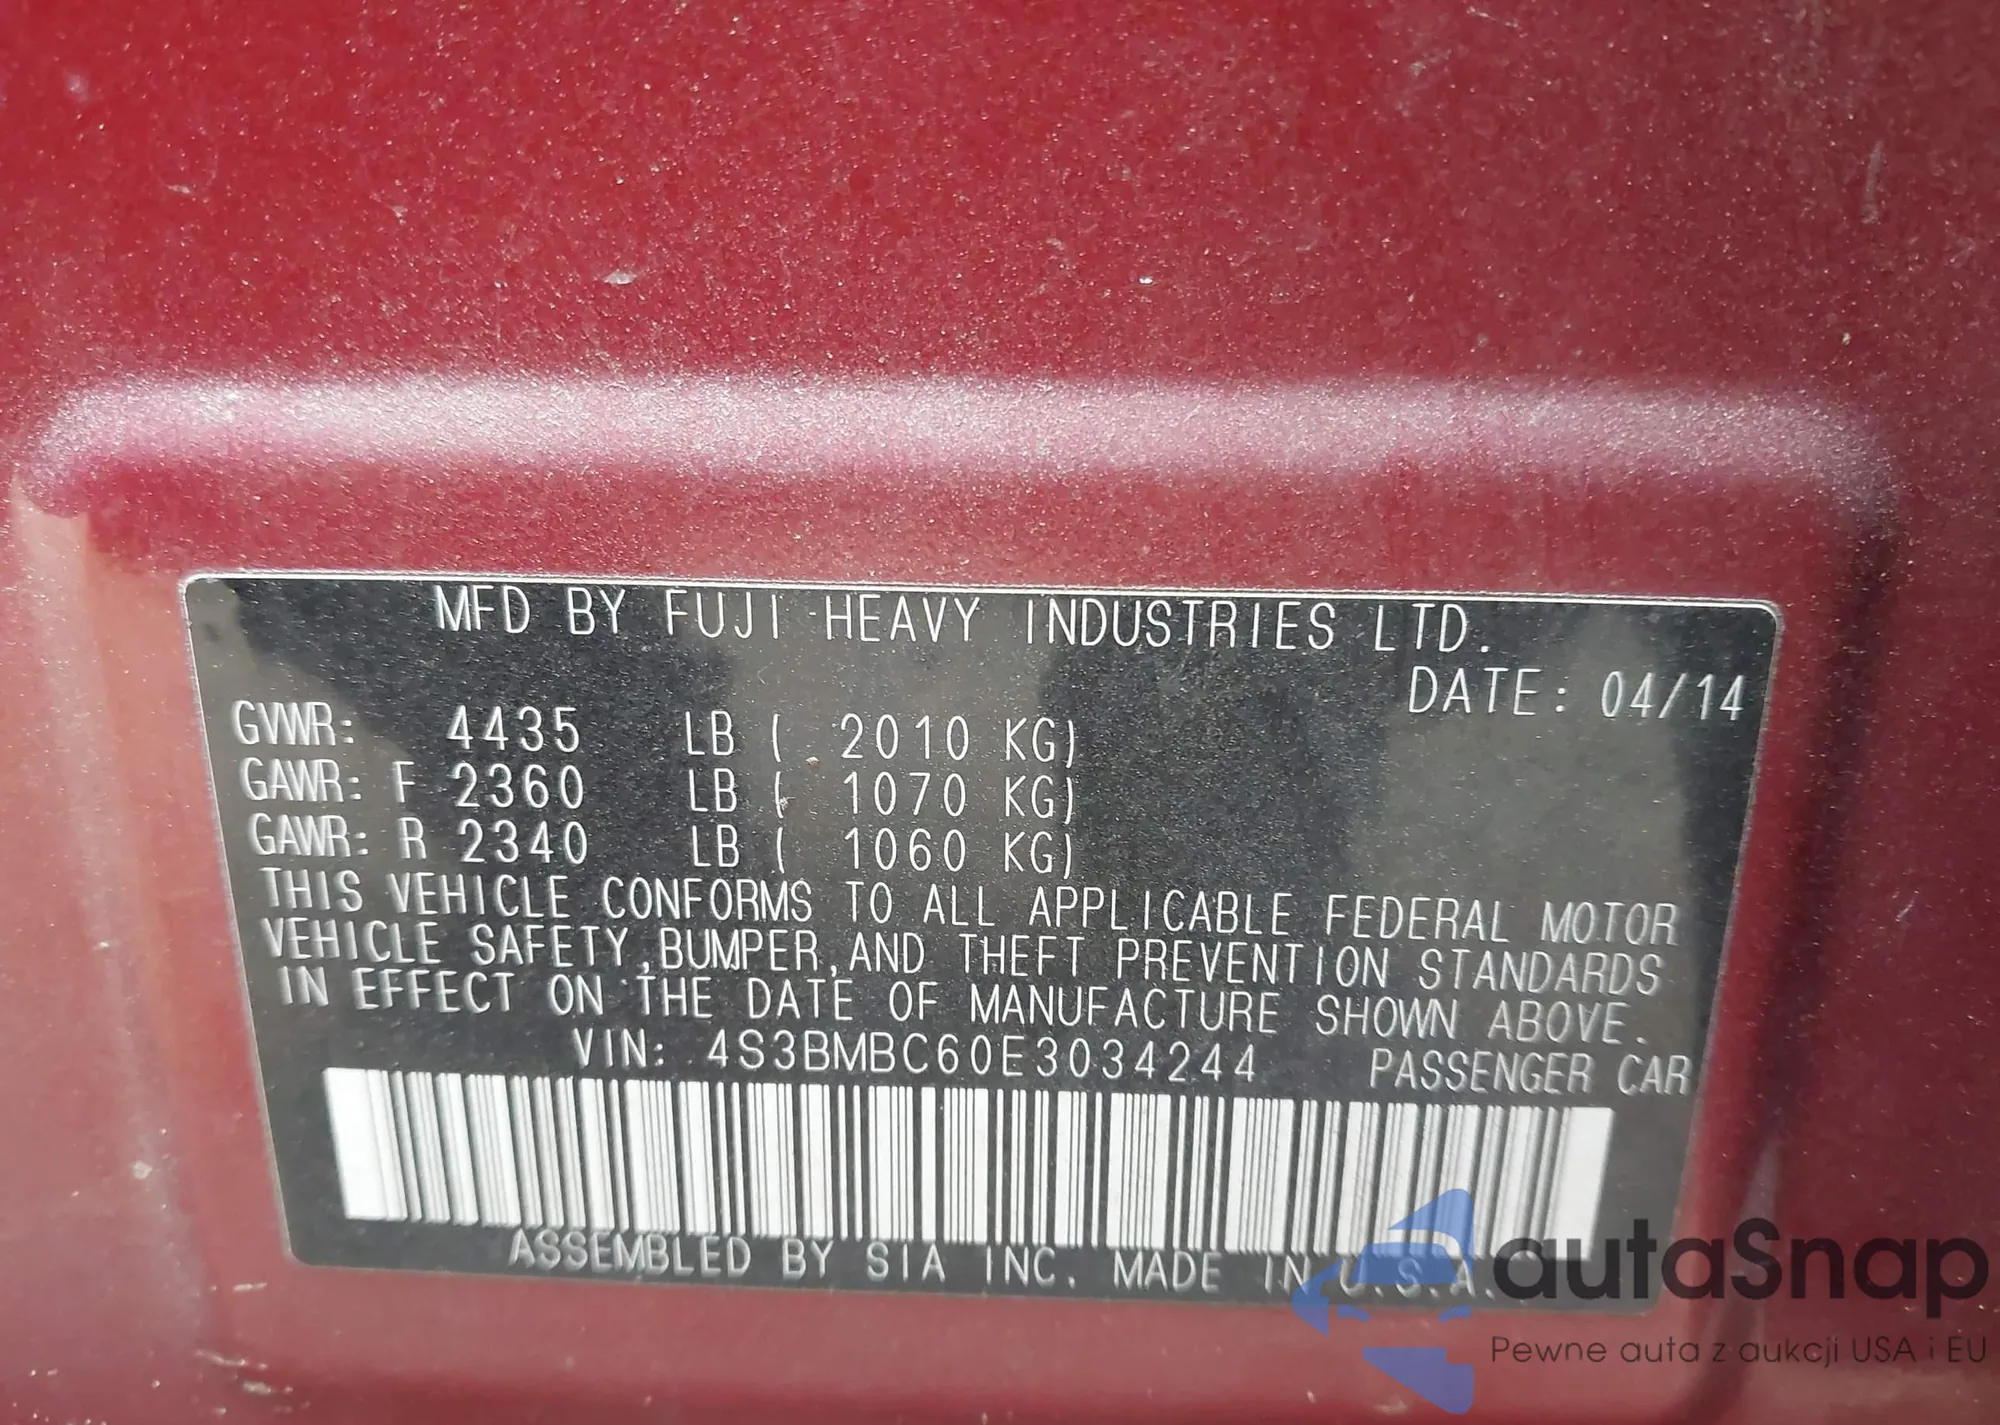 MFD BY FUJI HEAVY INDUSTRIES LTD.
DATE: 04/14
GVWR: 4435 LB ( 2010 KG)
GAWR: F 2360 LB ( 1070 KG)
GAWR: R 2340 LB ( 1060 KG)
THIS VEHICLE CONFORMS TO ALL APPLICABLE FEDERAL MOTOR
VEHICLE SAFETY,BUMPER,AND THEFT PREVENTION STANDARDS
IN EFFECT ON THE DATE OF MANUFACTURE SHOWN ABOVE.
VIN: 4S3BMBC60E3034244 PASSENGER CAR
ASSEMBLED BY SIA INC. MADE IN U.S.A.
autaSnap
Pewne auta z aukcji USA i EU